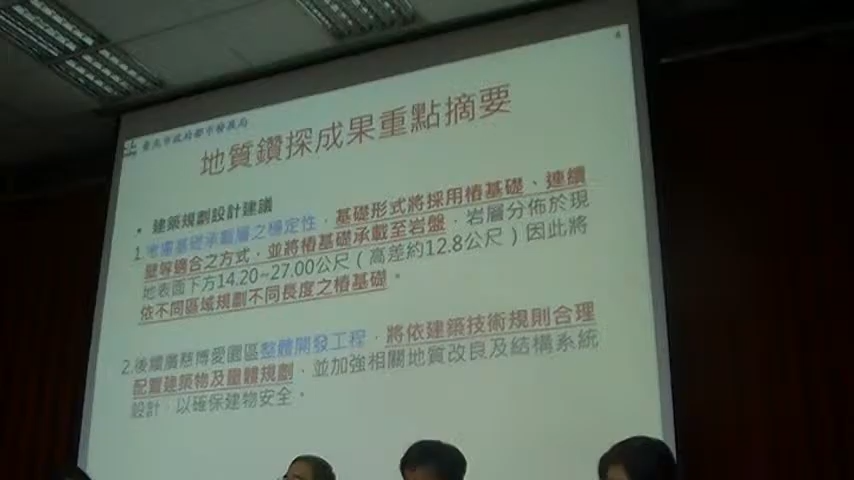 4
臺北市政府都市發展局
地質鑽探成果重點摘要
• 建築規劃設計建議
1.考慮基礎承載層之穩定性，基礎形式將採用樁基礎、連續
壁等適合之方式，並將樁基礎承載至岩盤，岩層分佈於現
地表面下方14.20~27.00公尺（高差約12.8公尺）因此將
依不同區域規劃不同長度之樁基礎。
2.後續廣慈博愛園區整體開發工程，將依建築技術規則合理
配置建築物及量體規劃，並加強相關地質改良及結構系統
設計，以確保建物安全。